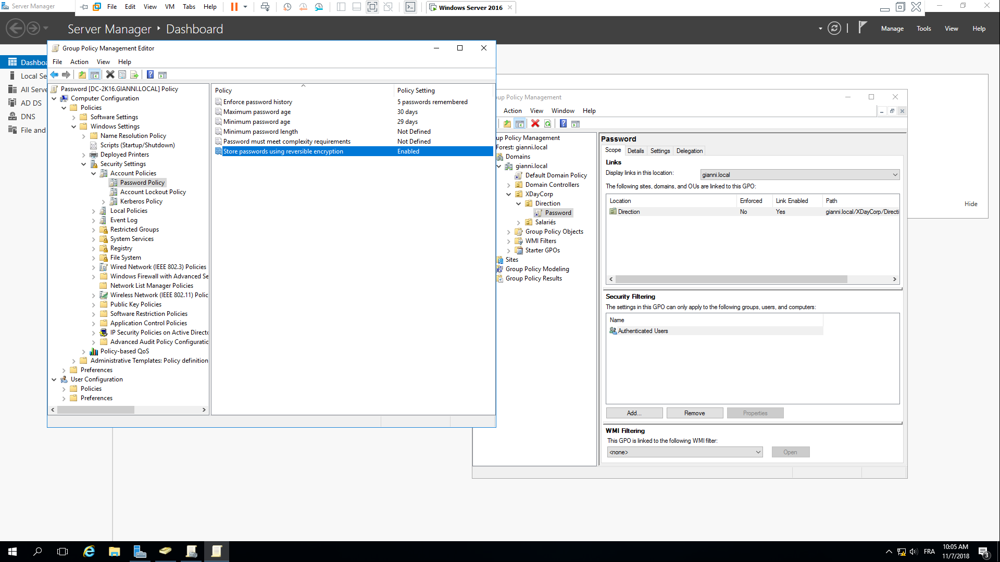 Server Manager
File Edit View VM Tabs Help
Windows Server 2016
Server Manager Dashboard
Manage Tools View Help
Group Policy Management Editor
File Action View Help
Dashboa
Local Se
All Serve
AD DS
DNS
File and
Password [DC-2K16.GIANNI.LOCAL] Policy
Computer Configuration
Policies
Software Settings
Windows Settings
Name Resolution Policy
Scripts (Startup/Shutdown)
Deployed Printers
Security Settings
Account Policies
Password Policy
Account Lockout Policy
Kerberos Policy
Local Policies
Event Log
Restricted Groups
System Services
Registry
File System
Wired Network (IEEE 802.3) Policies
Windows Firewall with Advanced Se
Network List Manager Policies
Wireless Network (IEEE 802.11) Polic
Public Key Policies
Software Restriction Policies
Application Control Policies
IP Security Policies on Active Directo
Advanced Audit Policy Configuratic
Policy-based QoS
Administrative Templates: Policy definition
Preferences
User Configuration
Policies
Preferences
Policy Policy Setting
Enforce password history 5 passwords remembered
Maximum password age 30 days
Minimum password age 29 days
Minimum password length Not Defined
Password must meet complexity requirements Not Defined
Store passwords using reversible encryption Enabled
up Policy Management
Action View Window Help
up Policy Management
Forest: gianni.local
Domains
gianni.local
Default Domain Policy
Domain Controllers
XDayCorp
Direction
Password
Salariés
Group Policy Objects
WMI Filters
Starter GPOs
Sites
Group Policy Modeling
Group Policy Results
Password
Scope Details Settings Delegation
Links
Display links in this location: gianni.local
The following sites, domains, and OUs are linked to this GPO:
Location Enforced Link Enabled Path
Direction No Yes gianni.local/XDayCorp/Directi
Security Filtering
The settings in this GPO can only apply to the following groups, users, and computers:
Name
Authenticated Users
Add... Remove Properties
WMI Filtering
This GPO is linked to the following WMI filter:
<none> Open
Hide
FRA
10:05 AM
11/7/2018
3